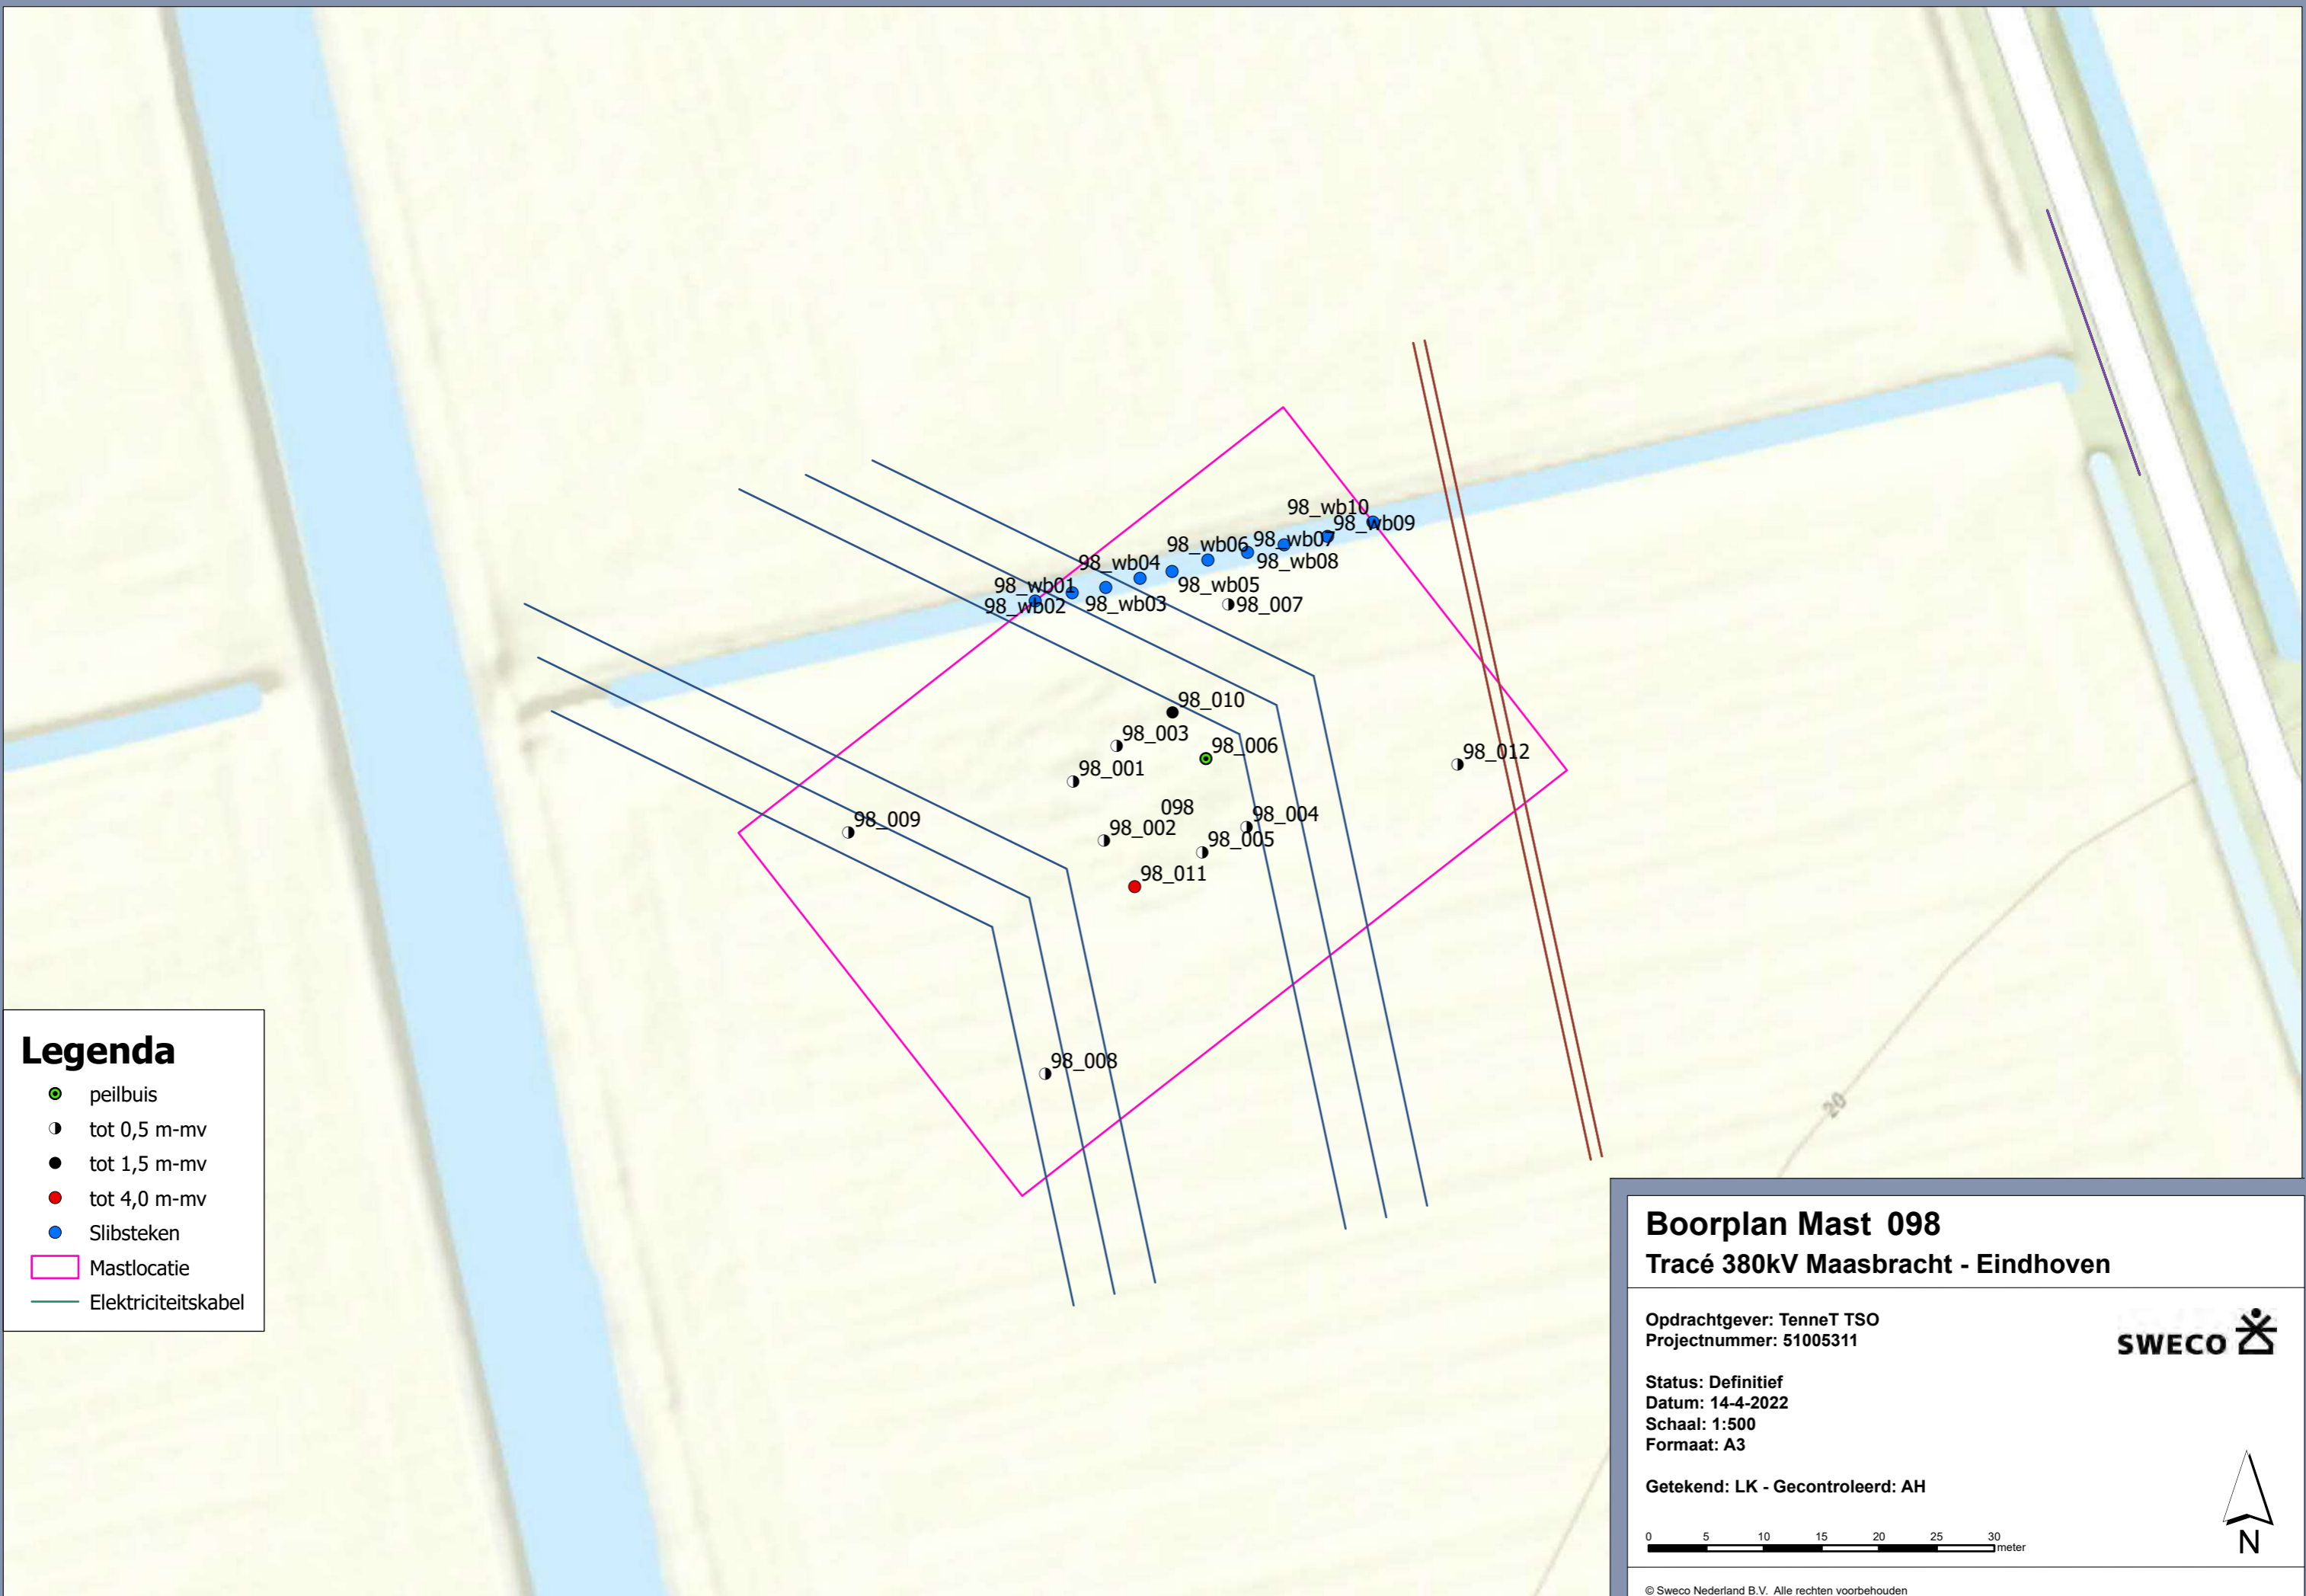 98_wb10
98_wb09
98_wb06
98_wb07
98_wb04
98_wb08
98_wb01
98_wb05
98_wb02
98_wb03
98_007
98_010
98_003
98_006
98_012
98_001
098
98_009
98_004
98_002
98_005
98_011
98_008
20
Legenda
peilbuis
tot 0,5 m-mv
tot 1,5 m-mv
tot 4,0 m-mv
Slibsteken
Mastlocatie
Elektriciteitskabel
Boorplan Mast 098
Tracé 380kV Maasbracht - Eindhoven
Opdrachtgever: TenneT TSO
Projectnummer: 51005311
SWECO
Status: Definitief
Datum: 14-4-2022
Schaal: 1:500
Formaat: A3
Getekend: LK - Gecontroleerd: AH
0 5 10 15 20 25 30
meter
N
© Sweco Nederland B.V. Alle rechten voorbehouden